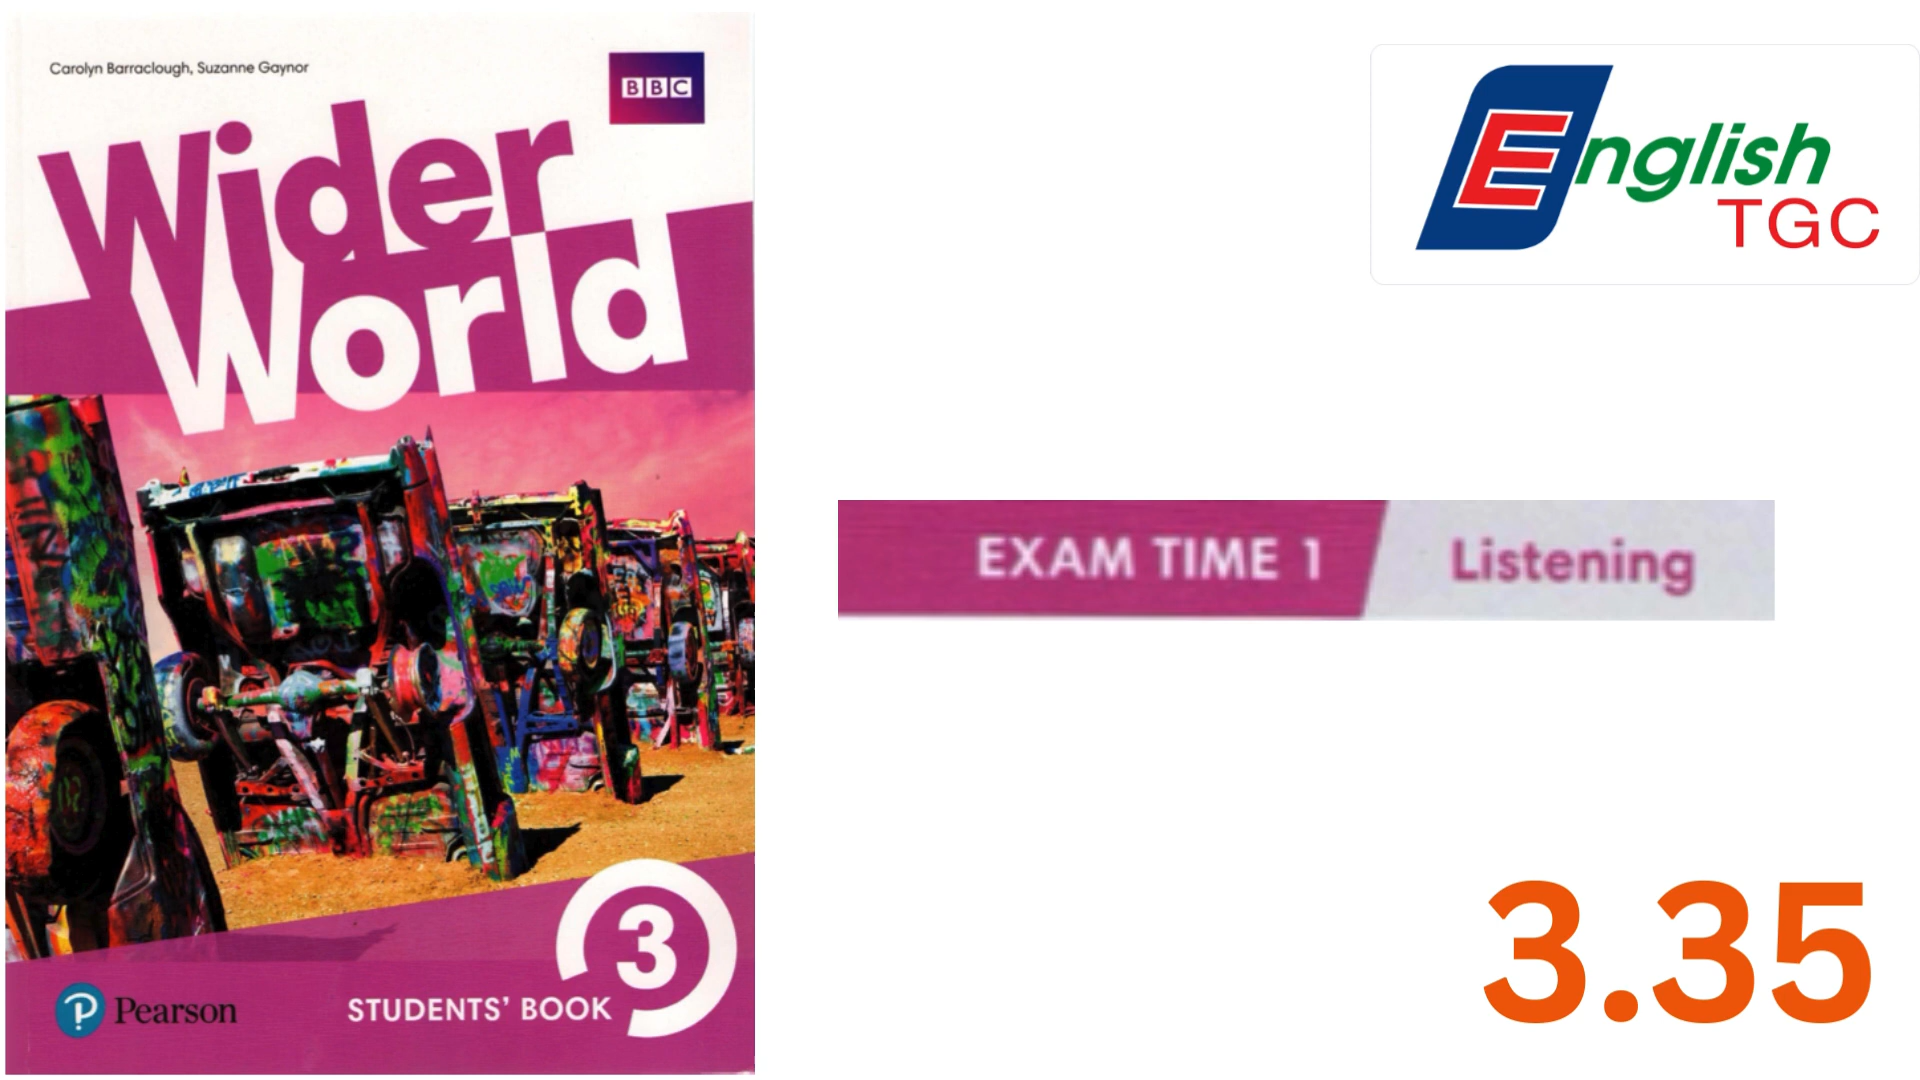 Carolyn Barraclough, Suzanne Gaynor
BBC
Wider
World
3
Pearson
STUDENTS' BOOK
English
TGC
EXAM TIME 1 Listening
3.35